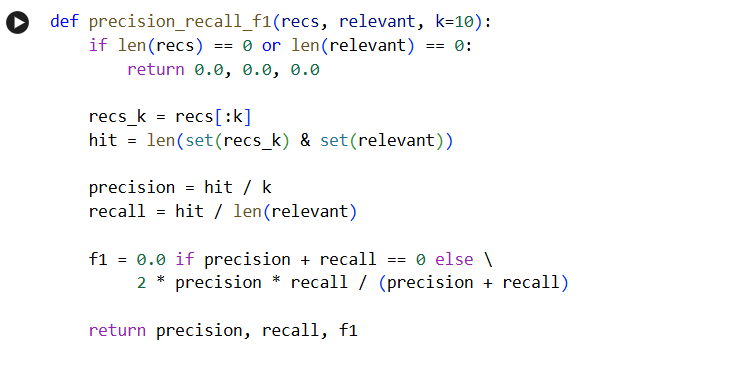 def precision_recall_f1(recs, relevant, k=10):
    if len(recs) == 0 or len(relevant) == 0:
        return 0.0, 0.0, 0.0

    recs_k = recs[:k]
    hit = len(set(recs_k) & set(relevant))

    precision = hit / k
    recall = hit / len(relevant)

    f1 = 0.0 if precision + recall == 0 else \
         2 * precision * recall / (precision + recall)

    return precision, recall, f1